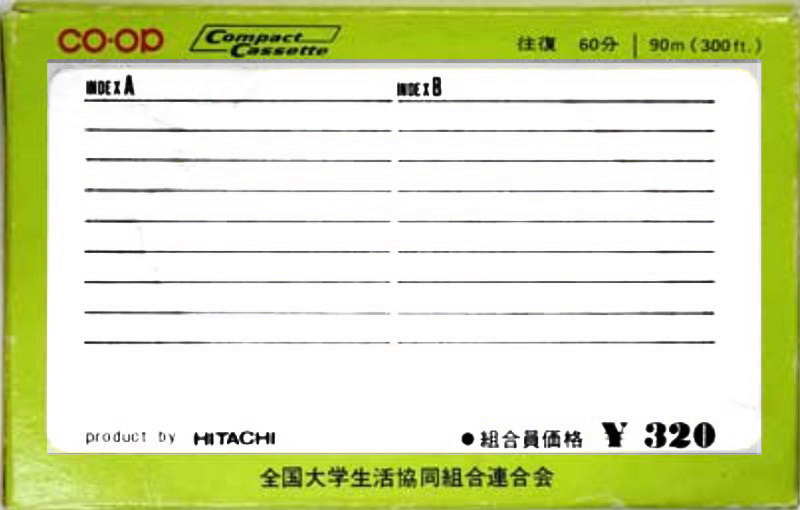 CO·OP Compact Cassette 往復 60分 | 90m (300ft.)
INDEX A INDEX B
product by HITACHI ●組合員価格 ¥ 320
全国大学生活協同組合連合会